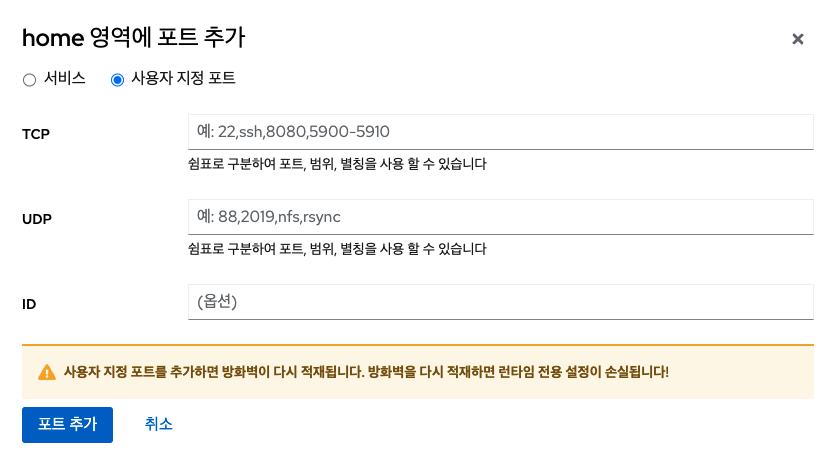 home 영역에 포트 추가
서비스 사용자 지정 포트
TCP 예: 22,ssh,8080,5900-5910
쉼표로 구분하여 포트, 범위, 별칭을 사용 할 수 있습니다
UDP 예: 88,2019,nfs,rsync
쉼표로 구분하여 포트, 범위, 별칭을 사용 할 수 있습니다
ID (옵션)
사용자 지정 포트를 추가하면 방화벽이 다시 적재됩니다. 방화벽을 다시 적재하면 런타임 전용 설정이 손실됩니다!
포트 추가 취소